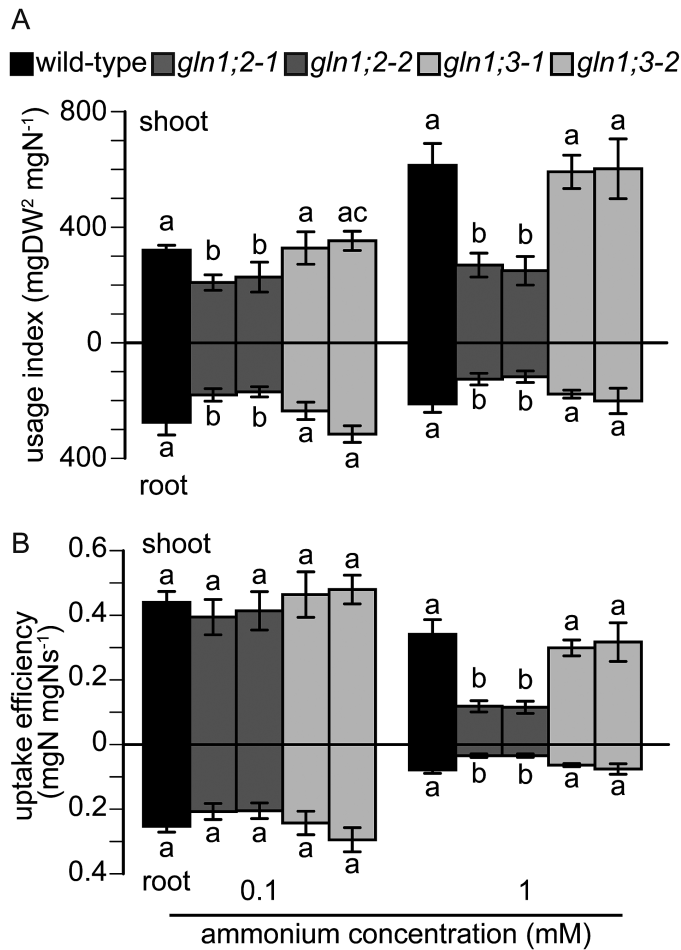 A
wild-type gln1;2-1 gln1;2-2 gln1;3-1 gln1;3-2
800
400
0
400
usage index (mgDW² mgN⁻¹)
shoot
a b b a ac a b b a a
a b b a a a b b a a
root
B
0.6
0.4
0.2
0
0.2
0.4
uptake efficiency
(mgN mgNs⁻¹)
shoot
a a a a a a b b a a
a a a a a a b b a a
root
0.1 1
ammonium concentration (mM)